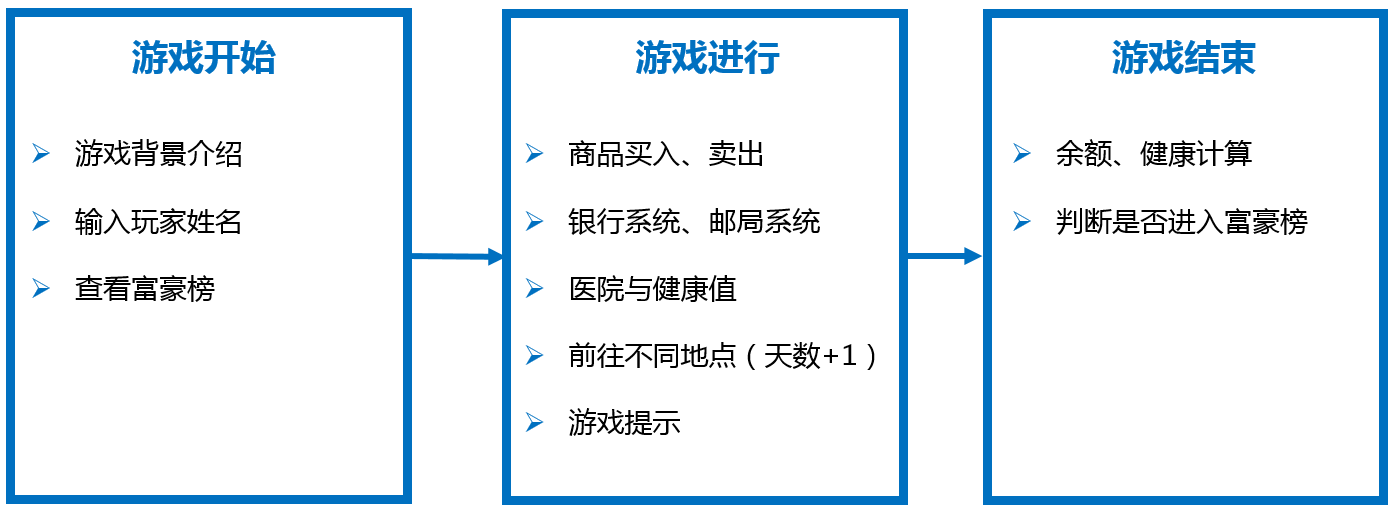 游戏开始
游戏背景介绍
输入玩家姓名
查看富豪榜
游戏进行
商品买入、卖出
银行系统、邮局系统
医院与健康值
前往不同地点（天数+1）
游戏提示
游戏结束
余额、健康计算
判断是否进入富豪榜